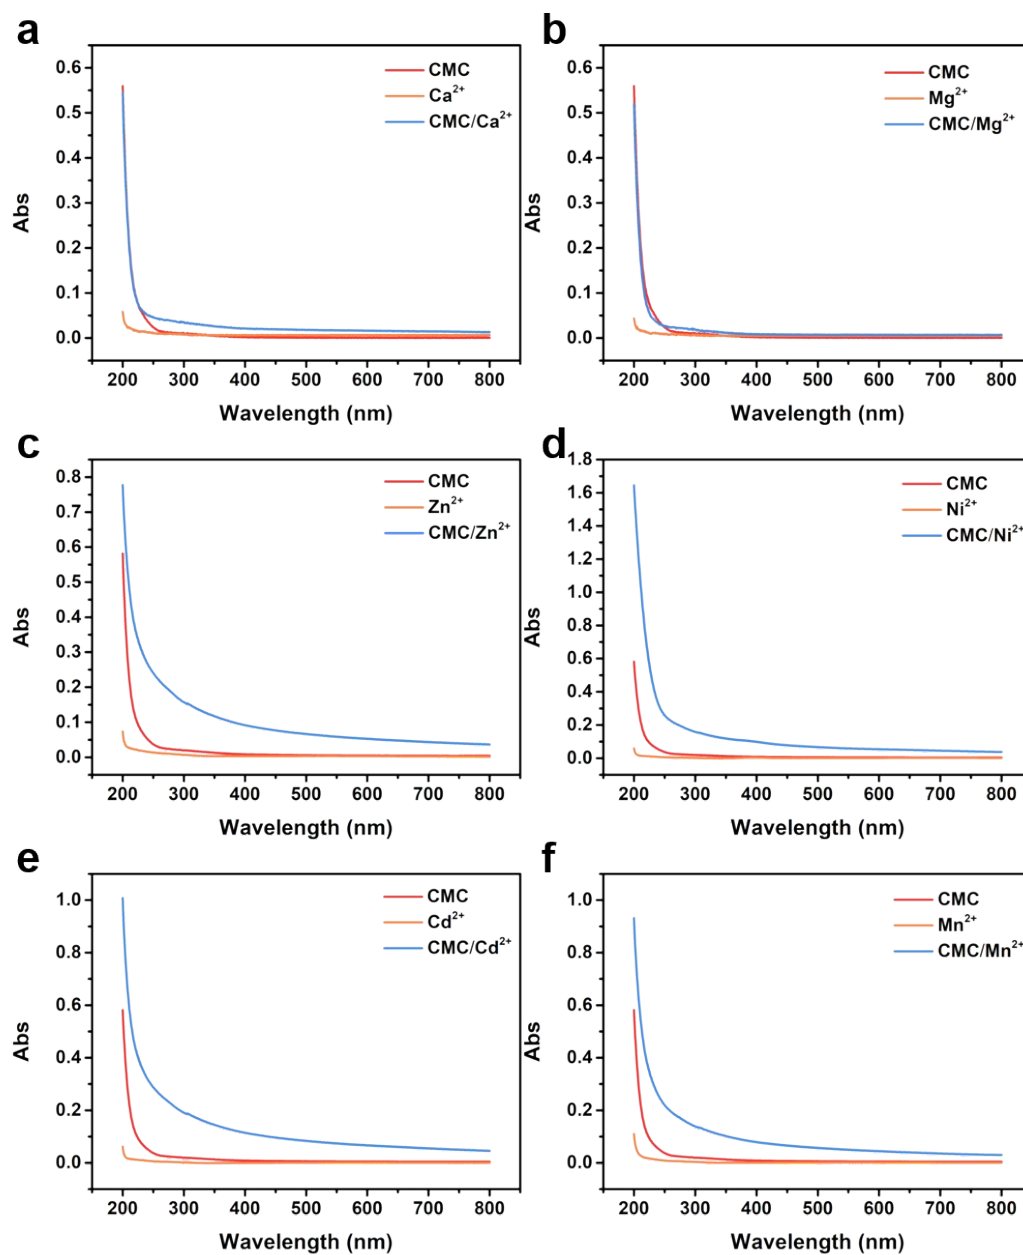 a
CMC
Ca²⁺
CMC/Ca²⁺
0.6
0.5
0.4
0.3
0.2
0.1
0.0
Abs
200 300 400 500 600 700 800
Wavelength (nm)
b
CMC
Mg²⁺
CMC/Mg²⁺
0.6
0.5
0.4
0.3
0.2
0.1
0.0
Abs
200 300 400 500 600 700 800
Wavelength (nm)
c
CMC
Zn²⁺
CMC/Zn²⁺
0.8
0.7
0.6
0.5
0.4
0.3
0.2
0.1
0.0
Abs
200 300 400 500 600 700 800
Wavelength (nm)
d
CMC
Ni²⁺
CMC/Ni²⁺
1.8
1.6
1.4
1.2
1.0
0.8
0.6
0.4
0.2
0.0
Abs
200 300 400 500 600 700 800
Wavelength (nm)
e
CMC
Cd²⁺
CMC/Cd²⁺
1.0
0.8
0.6
0.4
0.2
0.0
Abs
200 300 400 500 600 700 800
Wavelength (nm)
f
CMC
Mn²⁺
CMC/Mn²⁺
1.0
0.8
0.6
0.4
0.2
0.0
Abs
200 300 400 500 600 700 800
Wavelength (nm)